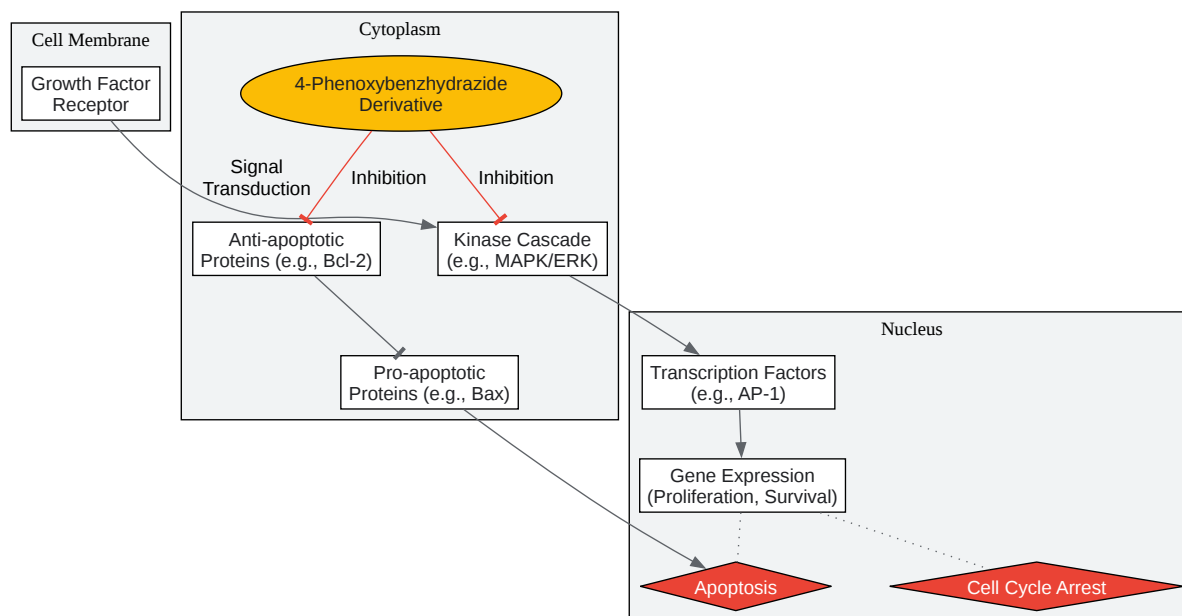 Cell Membrane
Growth Factor
Receptor
Cytoplasm
4-Phenoxybenzhydrazide
Derivative
Signal
Transduction
Inhibition
Inhibition
Anti-apoptotic
Proteins (e.g., Bcl-2)
Kinase Cascade
(e.g., MAPK/ERK)
Pro-apoptotic
Proteins (e.g., Bax)
Nucleus
Transcription Factors
(e.g., AP-1)
Gene Expression
(Proliferation, Survival)
Apoptosis
Cell Cycle Arrest